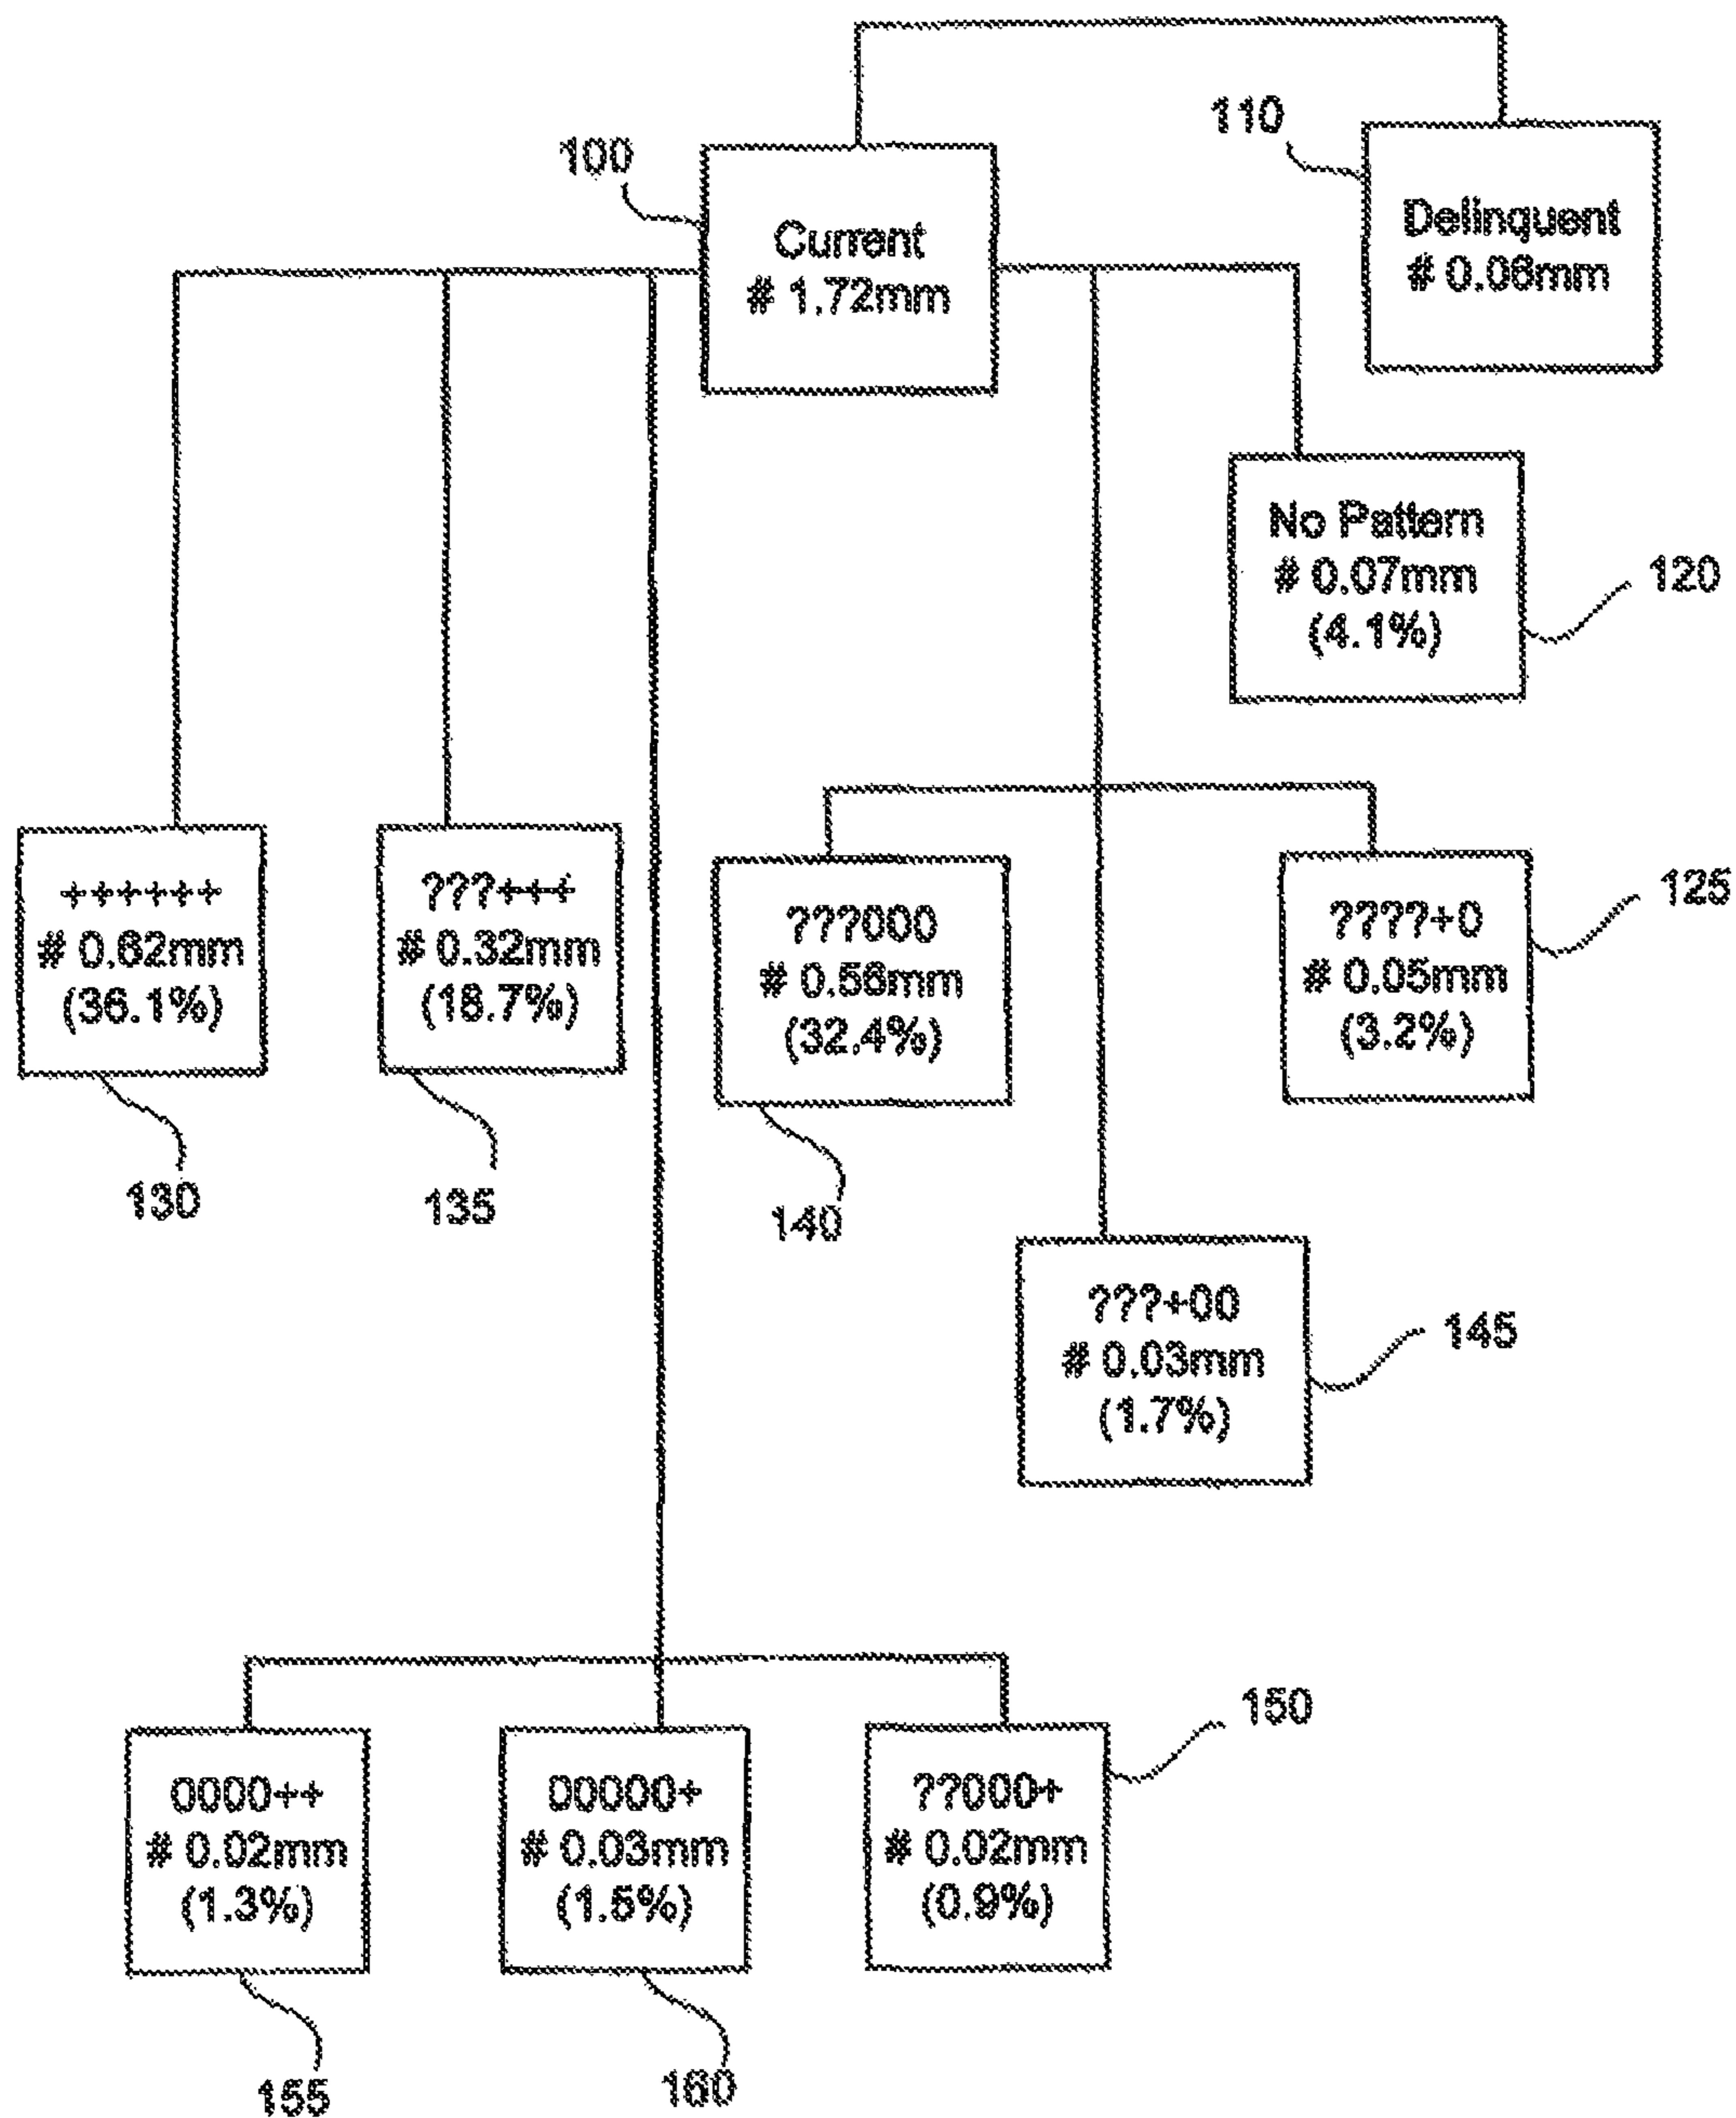 110
100
Delinquent
# 0.06mm
Current
# 1.72mm
No Pattern
# 0.07mm
(4.1%)
120
++++++
# 0.62mm
(36.1%)
130
???+++
# 0.32mm
(18.7%)
135
???000
# 0.56mm
(32.4%)
140
????+0
# 0.05mm
(3.2%)
125
???+00
# 0.03mm
(1.7%)
145
0000++
# 0.02mm
(1.3%)
155
00000+
# 0.03mm
(1.5%)
160
??000+
# 0.02mm
(0.9%)
150